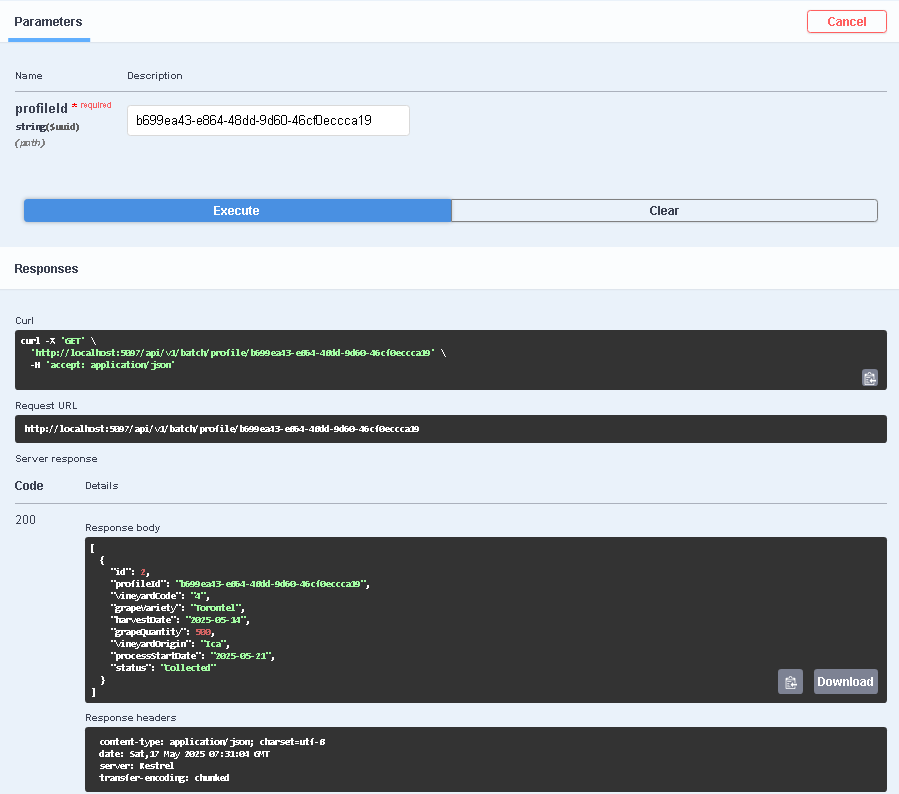 Parameters
Cancel
Name Description
profileId * required
string($uuid)
(path)
b699ea43-e864-48dd-9d60-46cf0eccca19
Execute Clear
Responses
Curl
curl -X 'GET' \
'http://localhost:5097/api/v1/batch/profile/b699ea43-e864-48dd-9d60-46cf0eccca19' \
-H 'accept: application/json'
Request URL
http://localhost:5097/api/v1/batch/profile/b699ea43-e864-48dd-9d60-46cf0eccca19
Server response
Code Details
200
Response body
[
{
"id": 2,
"profileId": "b699ea43-e864-48dd-9d60-46cf0eccca19",
"vineyardCode": "4",
"grapeVariety": "Torontel",
"harvestDate": "2025-05-14",
"grapeQuantity": 500,
"vineyardOrigin": "Ica",
"processStartDate": "2025-05-21",
"status": "Collected"
}
]
Download
Response headers
content-type: application/json; charset=utf-8
date: Sat,17 May 2025 07:31:04 GMT
server: Kestrel
transfer-encoding: chunked